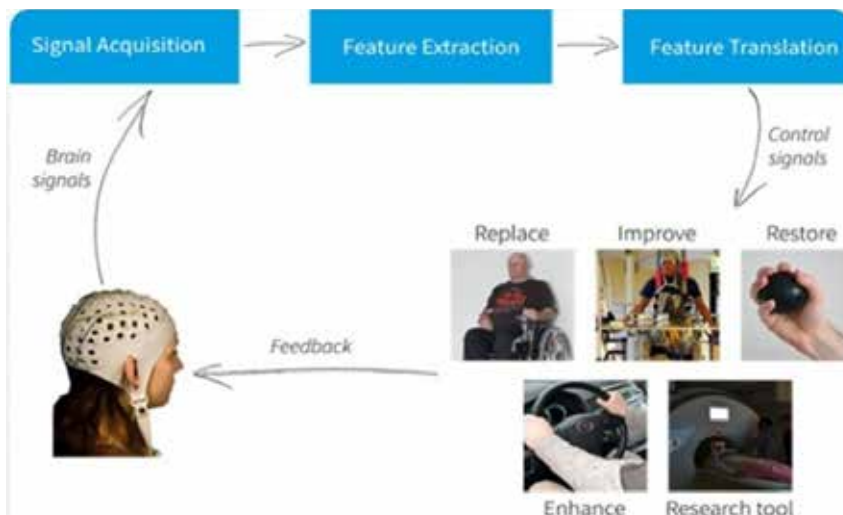 Signal Acquisition
Feature Extraction
Feature Translation
Brain
signals
Control
signals
Replace
Improve
Restore
Feedback
Enhance
Research tool